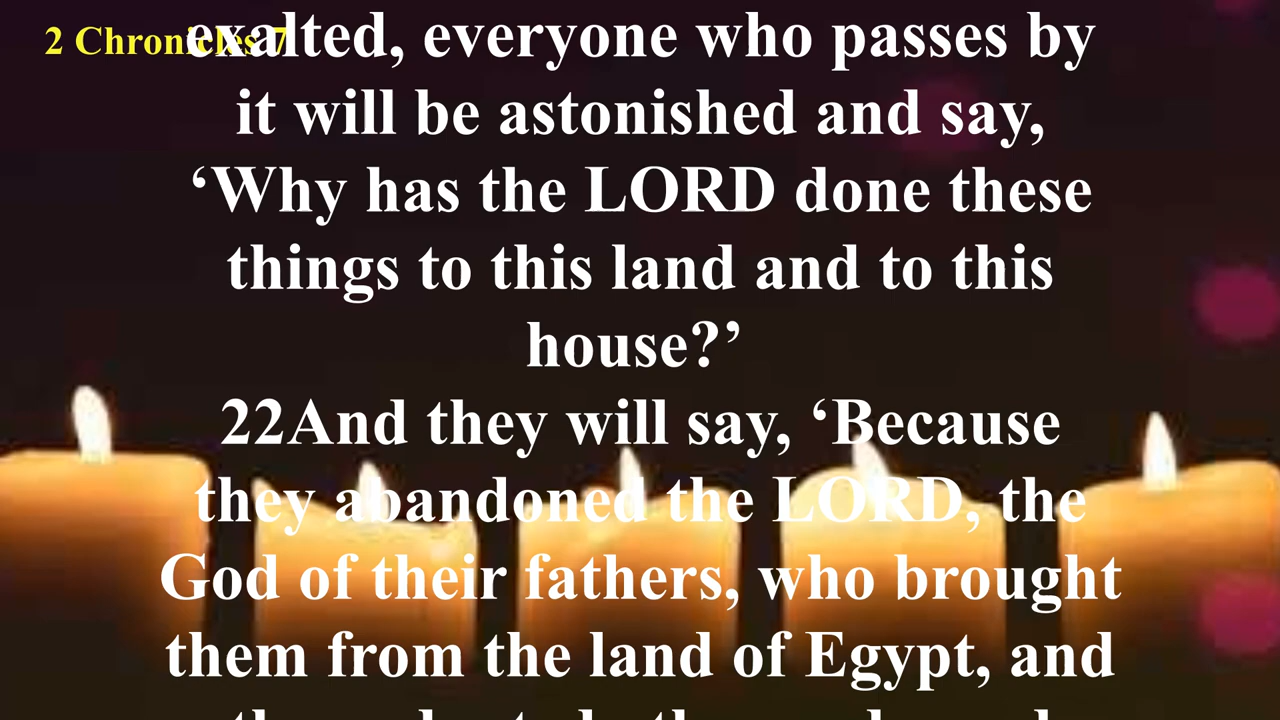 2 Chronicles 7
exalted, everyone who passes by
it will be astonished and say,
‘Why has the LORD done these
things to this land and to this
house?’
22And they will say, ‘Because
they abandoned the LORD, the
God of their fathers, who brought
them from the land of Egypt, and